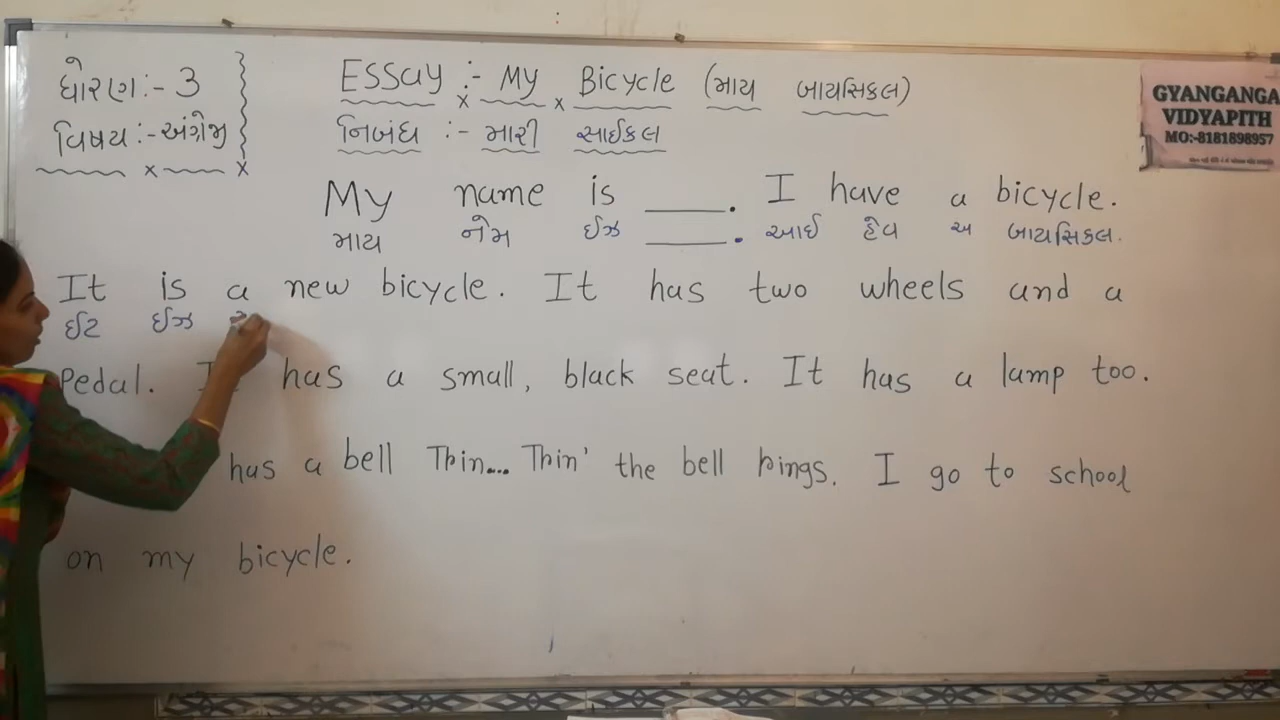 ધોરણ:- 3
વિષય:-અંગ્રેજી
Essay :- My Bicycle (માય બાયસિકલ)
નિબંધ :- મારી સાઈકલ
GYANGANGA
VIDYAPITH
MO:-8181898957
My name is ____. I have a bicycle.
માય નેમ ઈઝ ____. આઈ હેવ અ બાયસિકલ.
It is a new bicycle. It has two wheels and a
ઈટ ઈઝ
Pedal. has a small, black seat. It has a lamp too.
has a bell Trin... Trin' the bell rings. I go to school
on my bicycle.